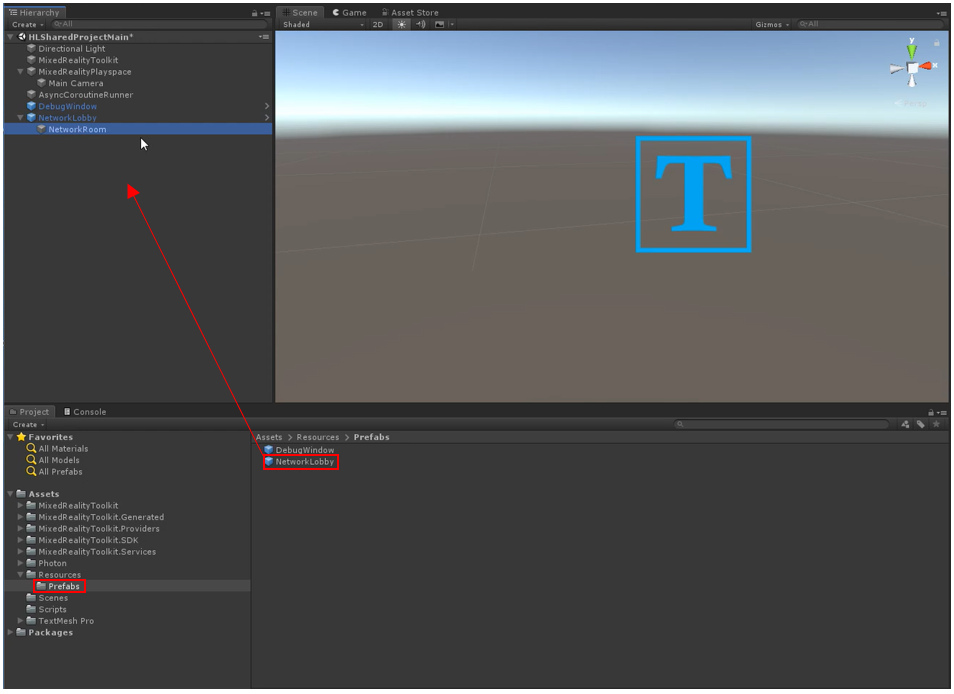 Hierarchy
Create
All
HLSharedProjectMain*
Directional Light
MixedRealityToolkit
MixedRealityPlayspace
Main Camera
AsyncCoroutineRunner
DebugWindow
NetworkLobby
NetworkRoom
Scene Game Asset Store
Shaded 2D Gizmos All
y
T
Project Console
Create
Favorites
All Materials
All Models
All Prefabs
Assets
MixedRealityToolkit
MixedRealityToolkit.Generated
MixedRealityToolkit.Providers
MixedRealityToolkit.SDK
MixedRealityToolkit.Services
Photon
Resources
Prefabs
Scenes
Scripts
TextMesh Pro
Packages
Assets > Resources > Prefabs
DebugWindow
NetworkLobby